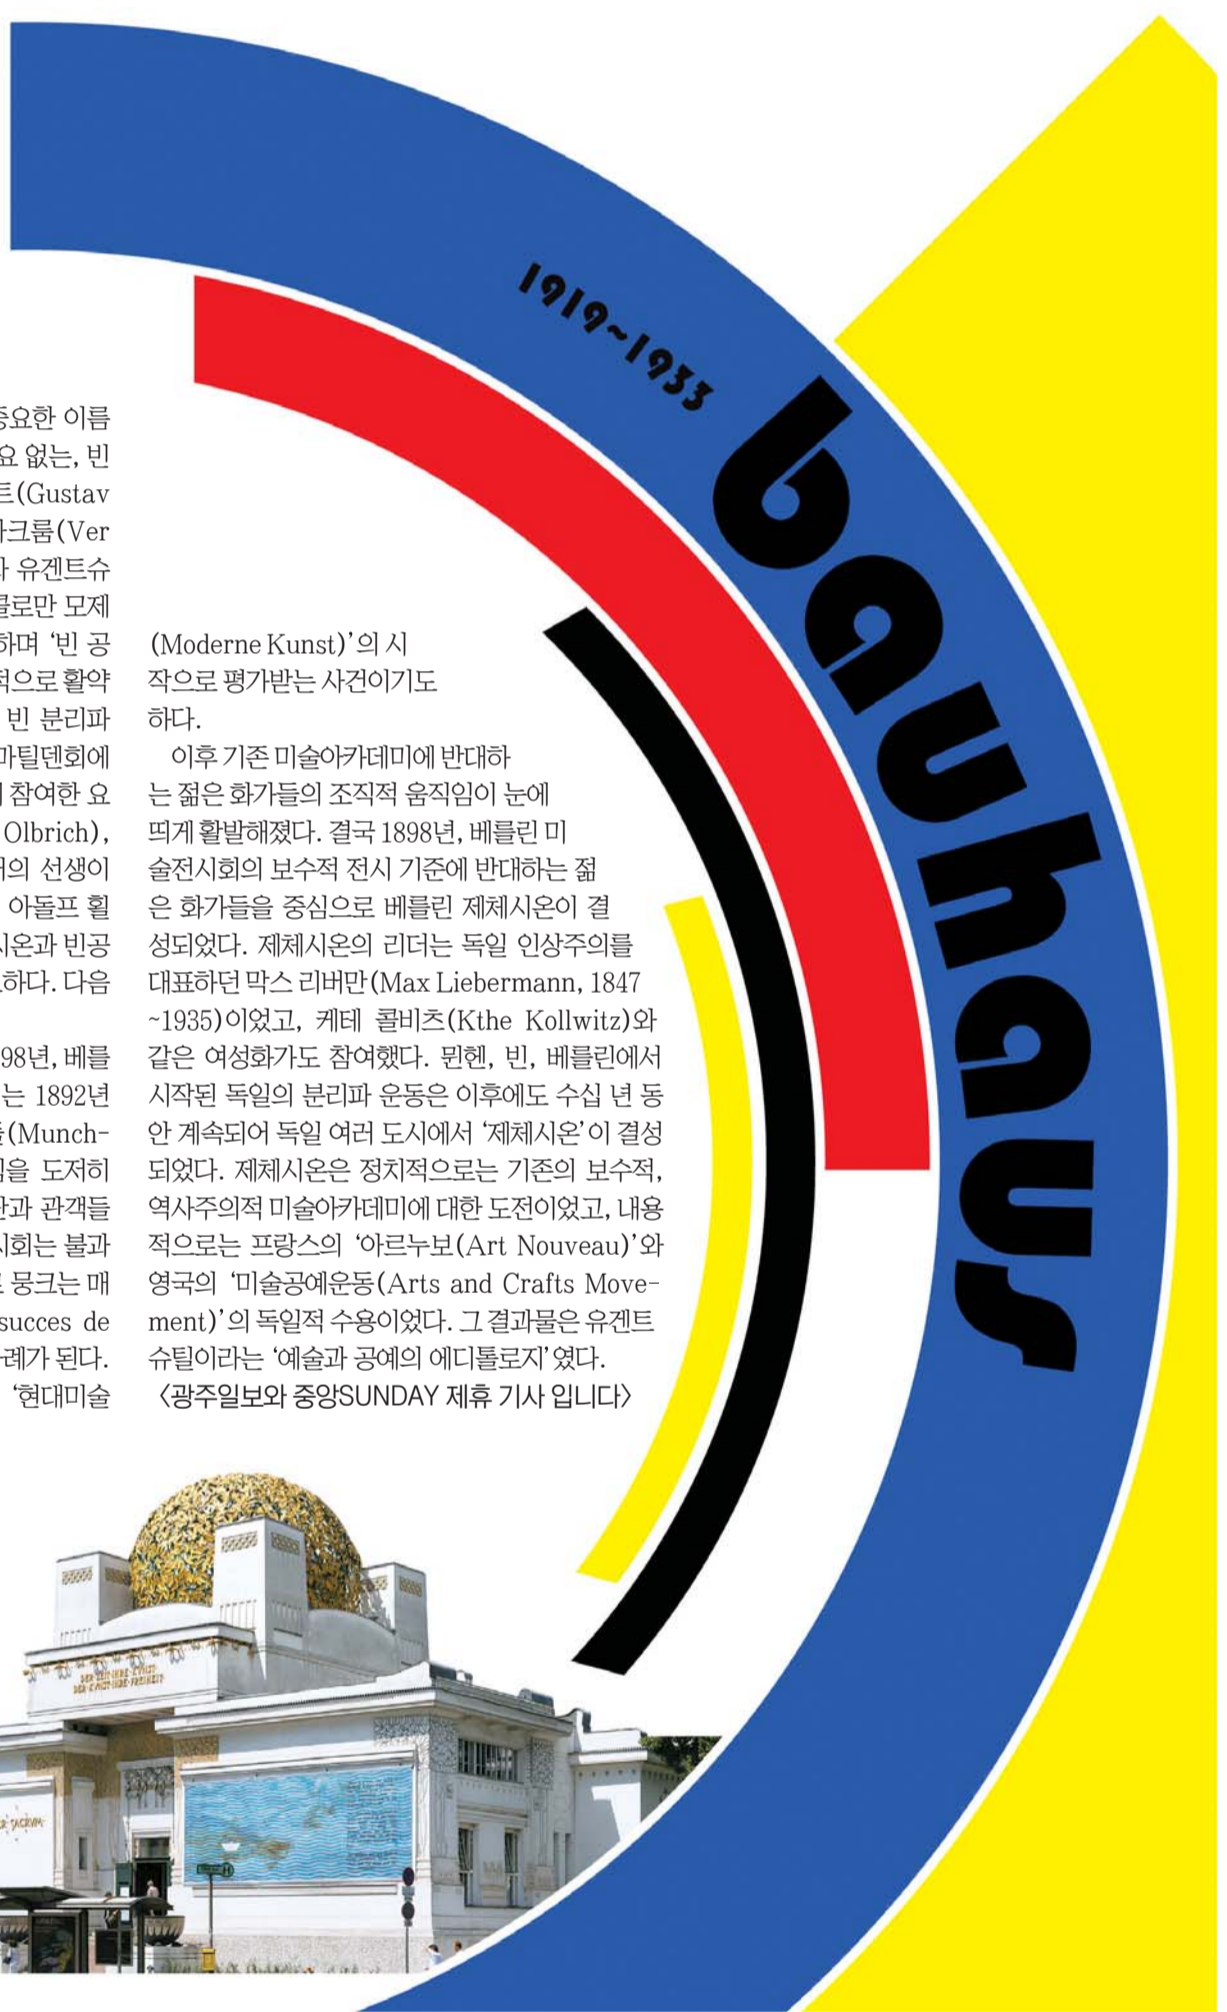 1919~1933
bauhaus
중요한 이름
요 없는, 빈
트(Gustav
크룸(Ver
유겐트슈
클로만 모제
하며 ‘빈 공
적으로 활약
빈 분리파
마틸덴회에
참여한 요
Olbrich),
의 선생이
아돌프 횔
시온과 빈공
하다. 다음
98년, 베를
는 1892년
(Munch-
을 도저히
과 관객들
시회는 불과
뭉크는 매
succes de
례가 된다.
‘현대미술
(Moderne Kunst)’의 시
작으로 평가받는 사건이기도
하다.
이후 기존 미술아카데미에 반대하
는 젊은 화가들의 조직적 움직임이 눈에
띄게 활발해졌다. 결국 1898년, 베를린 미
술전시회의 보수적 전시 기준에 반대하는 젊
은 화가들을 중심으로 베를린 제체시온이 결
성되었다. 제체시온의 리더는 독일 인상주의를
대표하던 막스 리버만(Max Liebermann, 1847
~1935)이었고, 케테 콜비츠(Kthe Kollwitz)와
같은 여성화가도 참여했다. 뮌헨, 빈, 베를린에서
시작된 독일의 분리파 운동은 이후에도 수십 년 동
안 계속되어 독일 여러 도시에서 ‘제체시온’이 결성
되었다. 제체시온은 정치적으로는 기존의 보수적,
역사주의적 미술아카데미에 대한 도전이었고, 내용
적으로는 프랑스의 ‘아르누보(Art Nouveau)’와
영국의 ‘미술공예운동(Arts and Crafts Move-
ment)’의 독일적 수용이었다. 그 결과물은 유겐트
슈틸이라는 ‘예술과 공예의 에디톨로지’였다.
〈광주일보와 중앙SUNDAY 제휴 기사 입니다〉
DER ZEIT IHRE KVNST
DER KVNST IHRE FREIHEIT
SACRVM
H